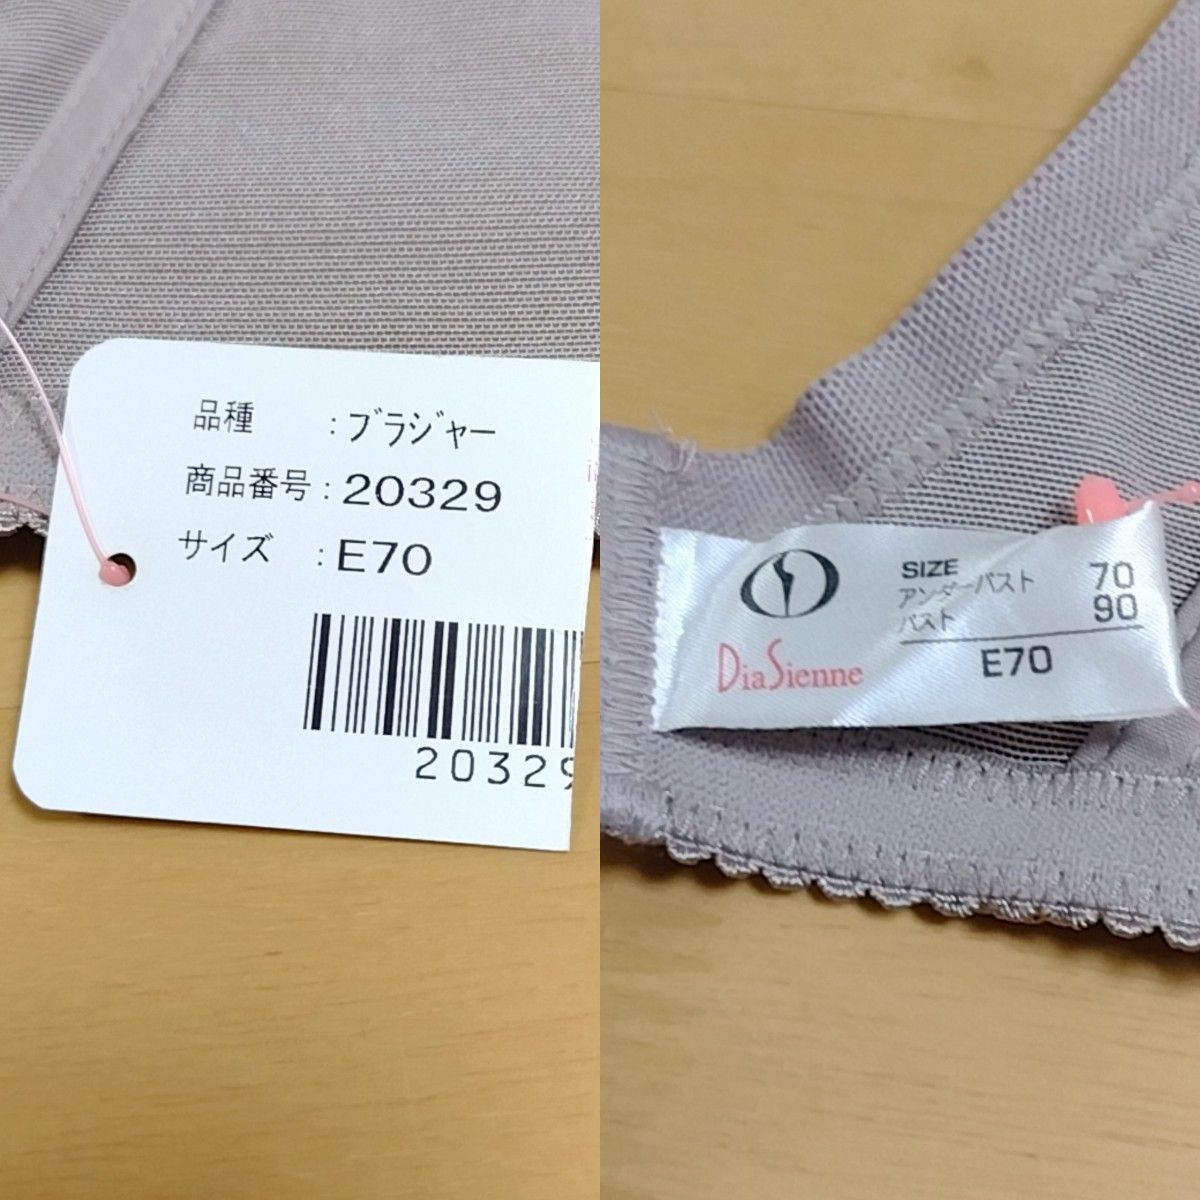 品種 : ブラジャー
商品番号 : 20329
サイズ : E70
20329
DiaSienne
SIZE
アンダーバスト 70
バスト 90
E70